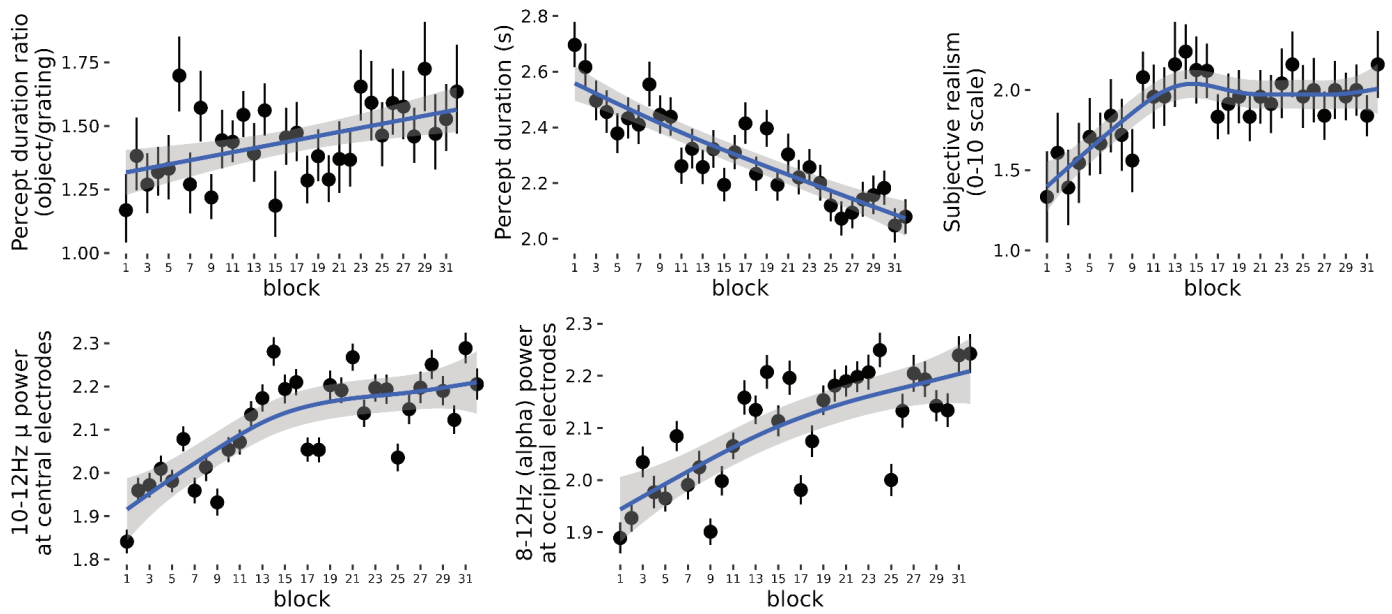 Percept duration ratio
(object/grating)
1.75
1.50
1.25
1.00
1 3 5 7 9 11 13 15 17 19 21 23 25 27 29 31
block
Percept duration (s)
2.8
2.6
2.4
2.2
2.0
1 3 5 7 9 11 13 15 17 19 21 23 25 27 29 31
block
Subjective realism
(0-10 scale)
2.0
1.5
1.0
1 3 5 7 9 11 13 15 17 19 21 23 25 27 29 31
block
10-12Hz μ power
at central electrodes
2.3
2.2
2.1
2.0
1.9
1.8
1 3 5 7 9 11 13 15 17 19 21 23 25 27 29 31
block
8-12Hz (alpha) power
at occipital electrodes
2.3
2.2
2.1
2.0
1.9
1 3 5 7 9 11 13 15 17 19 21 23 25 27 29 31
block